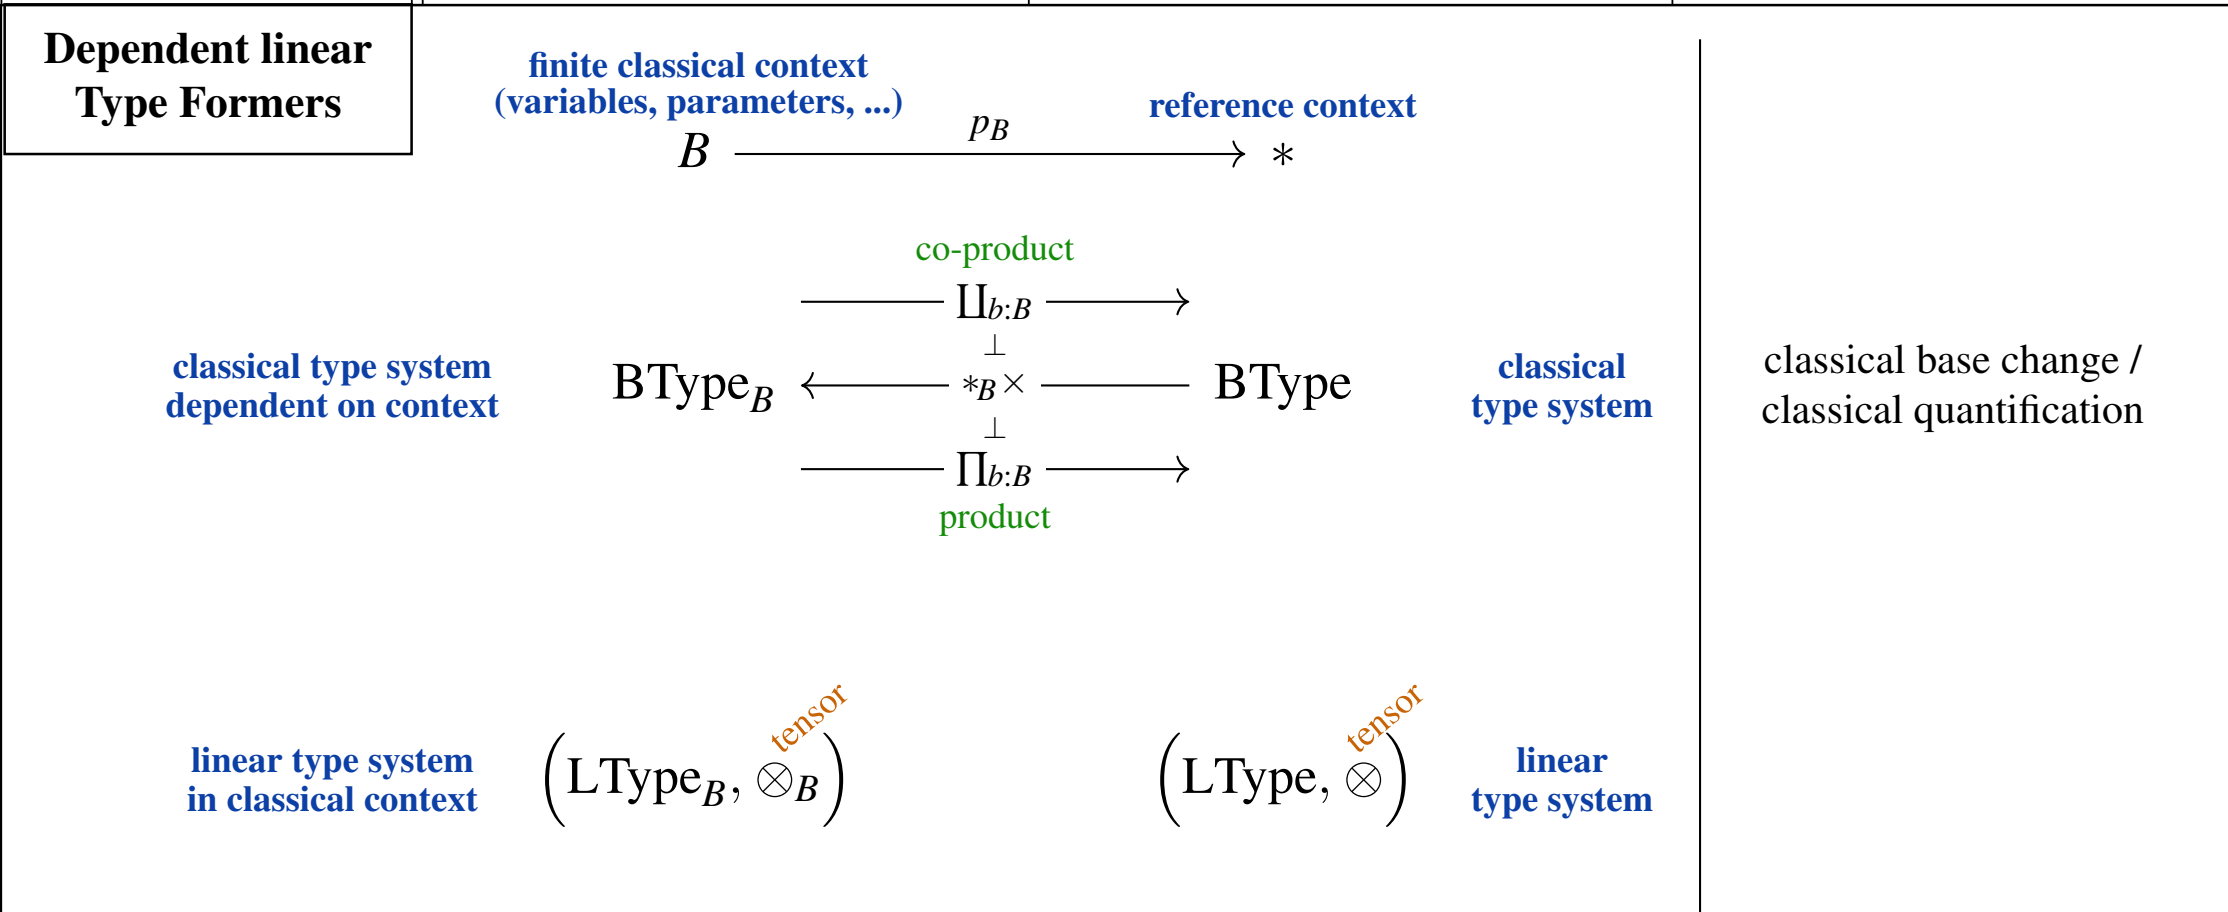 Dependent linear
Type Formers
finite classical context
(variables, parameters, ...)
reference context
p_B
B ⟶ *
co-product
∐_{b:B}
⊥
classical type system
dependent on context
BType_B ⟵ *_B × BType
classical
type system
classical base change /
classical quantification
⊥
∏_{b:B}
product
tensor
tensor
linear type system
in classical context
(LType_B, ⊗_B)
(LType, ⊗)
linear
type system